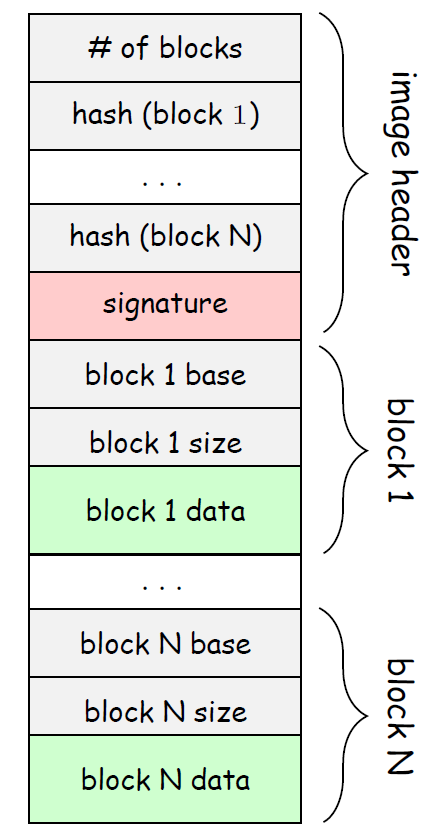 # of blocks
hash (block 1)
...
hash (block N)
signature
image header
block 1 base
block 1 size
block 1 data
block 1
...
block N base
block N size
block N data
block N